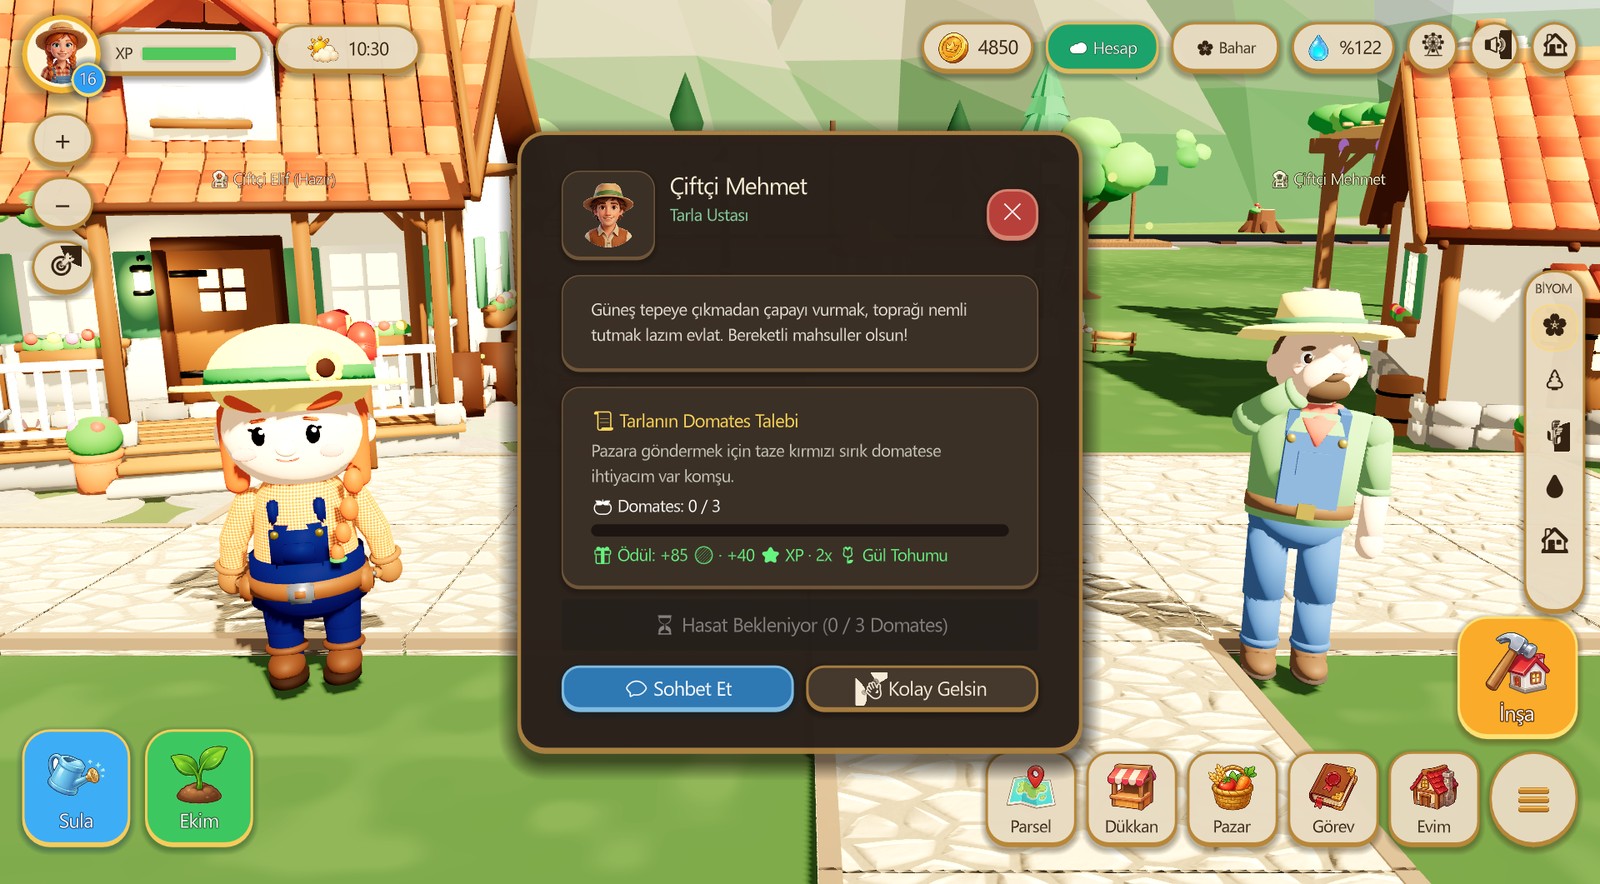 XP
16
10:30
4850
Hesap
Bahar
%122
Çiftçi Elif (Hazır)
Çiftçi Mehmet
Çiftçi Mehmet
Tarla Ustası
Güneş tepeye çıkmadan çapayı vurmak, toprağı nemli
tutmak lazım evlat. Bereketli mahsuller olsun!
Tarlanın Domates Talebi
Pazara göndermek için taze kırmızı sırık domatese
ihtiyacım var komşu.
Domates: 0 / 3
Ödül: +85 · +40 XP · 2x Gül Tohumu
Hasat Bekleniyor (0 / 3 Domates)
Sohbet Et
Kolay Gelsin
BİYOM
İnşa
Sula
Ekim
Parsel
Dükkan
Pazar
Görev
Evim